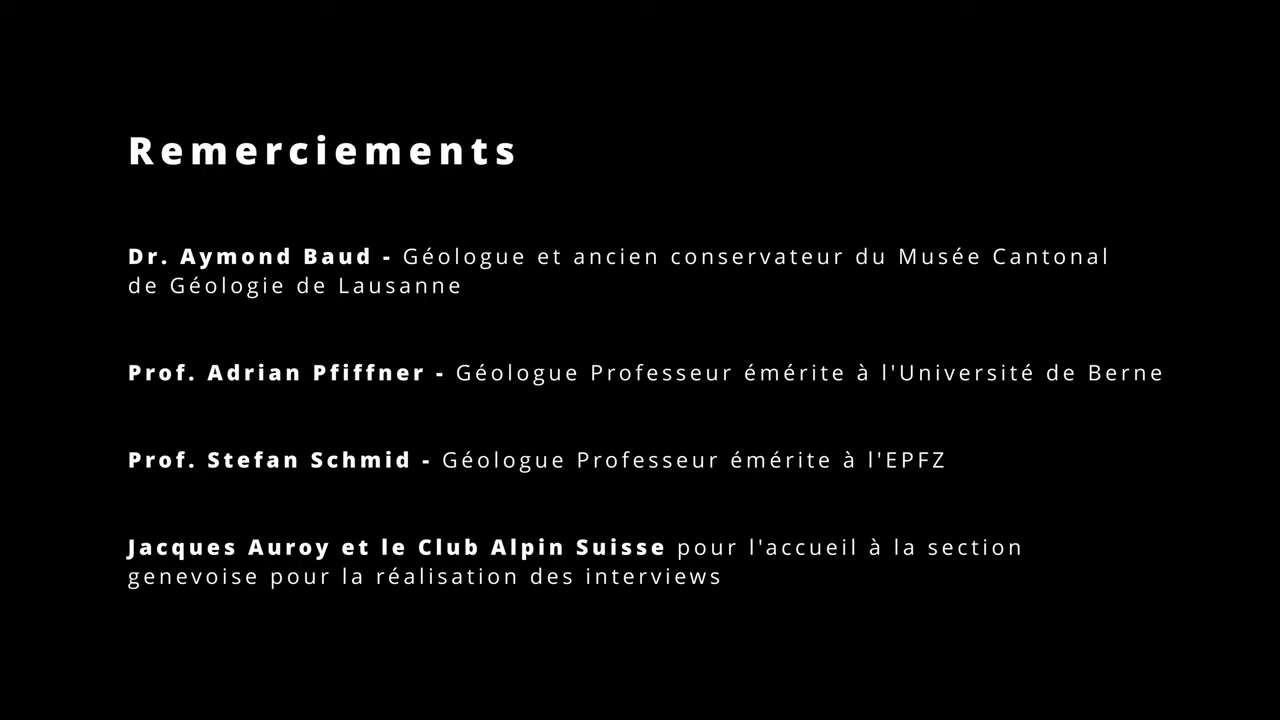 Remerciements
Dr. Aymond Baud - Géologue et ancien conservateur du Musée Cantonal
de Géologie de Lausanne
Prof. Adrian Pfiffner - Géologue Professeur émérite à l'Université de Berne
Prof. Stefan Schmid - Géologue Professeur émérite à l'EPFZ
Jacques Auroy et le Club Alpin Suisse pour l'accueil à la section
genevoise pour la réalisation des interviews